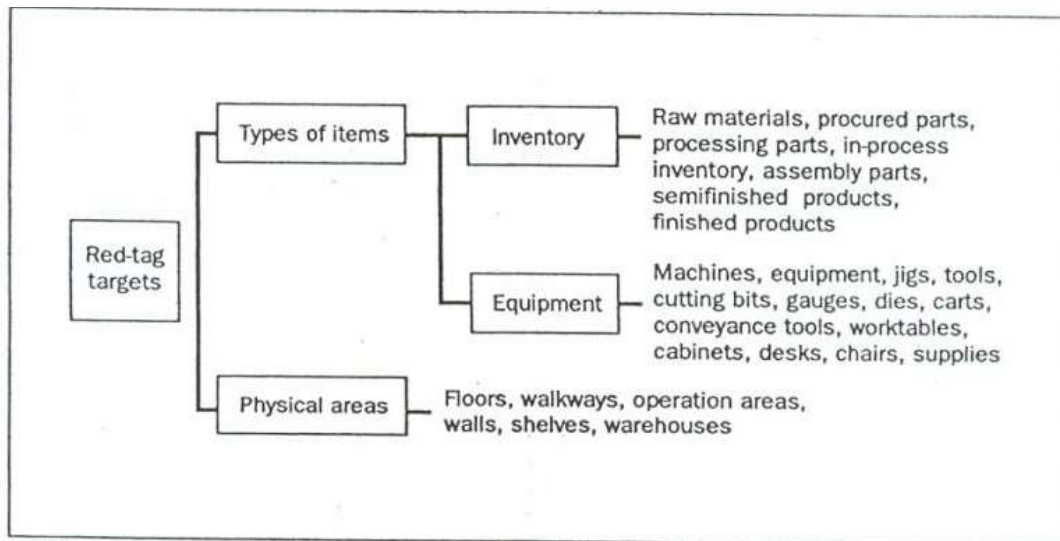 Types of items
Inventory
Raw materials, procured parts,
processing parts, in-process
inventory, assembly parts,
semifinished products,
finished products
Red-tag
targets
Equipment
Machines, equipment, jigs, tools,
cutting bits, gauges, dies, carts,
conveyance tools, worktables,
cabinets, desks, chairs, supplies
Physical areas
Floors, walkways, operation areas,
walls, shelves, warehouses